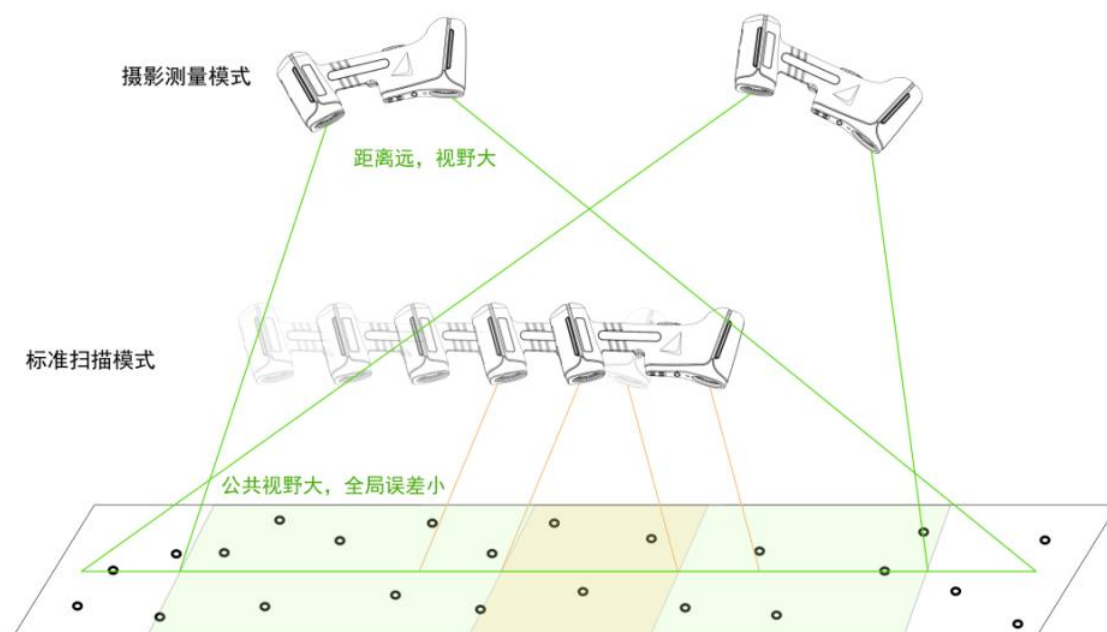 摄影测量模式
距离远，视野大
标准扫描模式
公共视野大，全局误差小